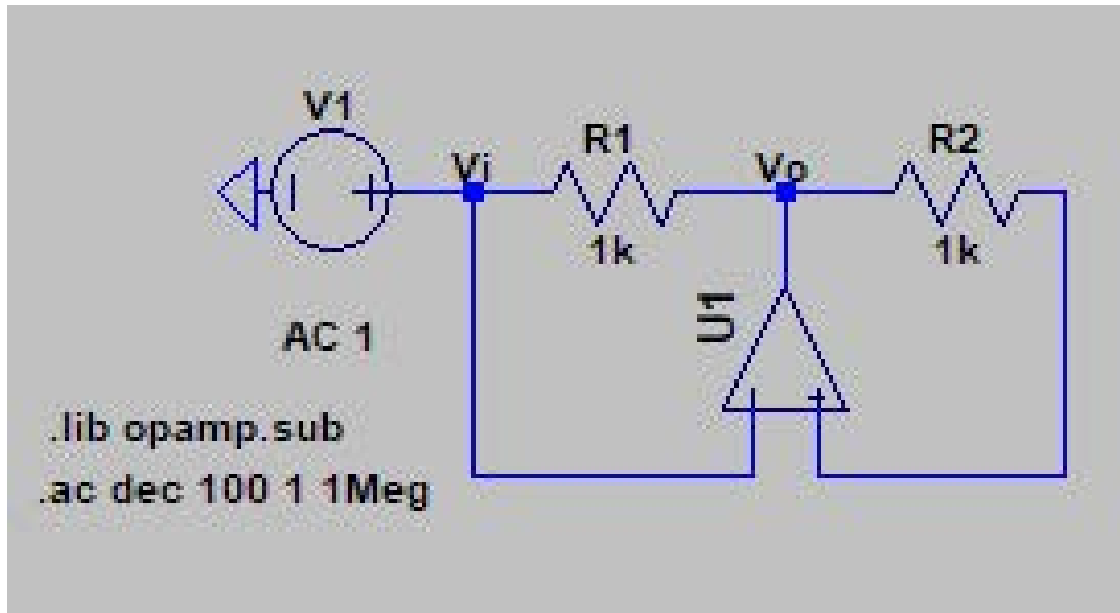 V1
Vi
R1
1k
Vo
R2
1k
U1
AC 1
.lib opamp.sub
.ac dec 100 1 1Meg